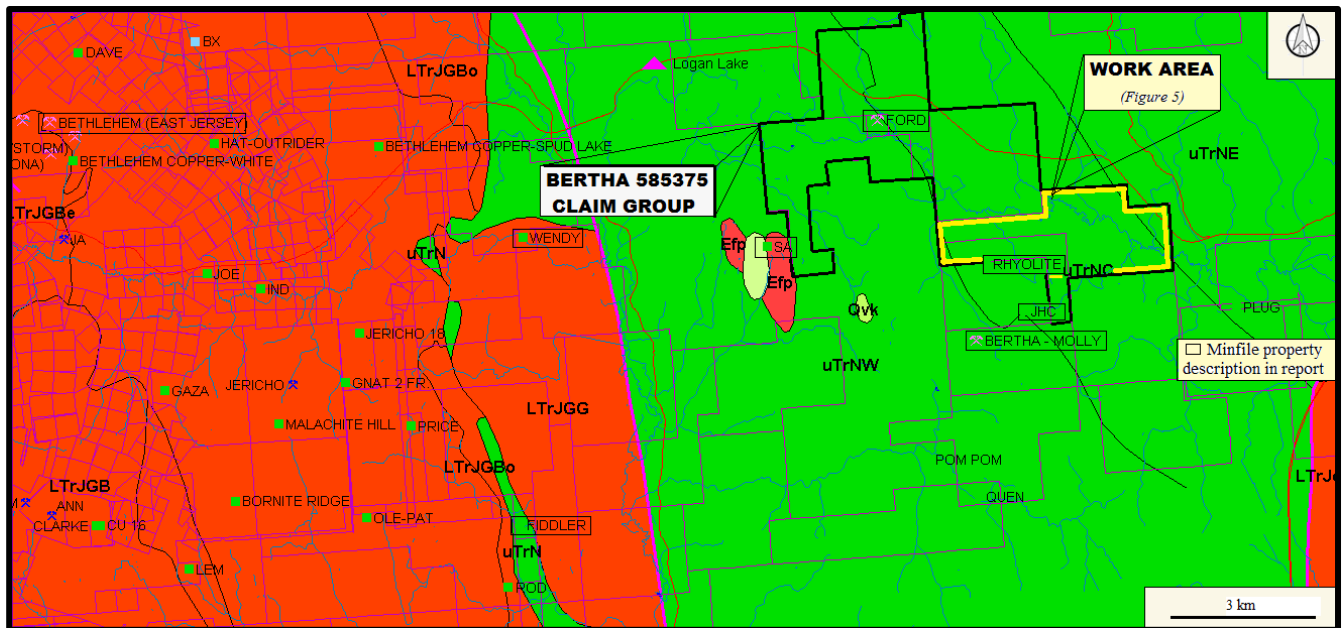 BX
DAVE
LTrJGBo
Logan Lake
WORK AREA
(Figure 5)
BETHLEHEM (EAST JERSEY)
FORD
HAT-OUTRIDER
BETHLEHEM COPPER-SPUD LAKE
YSTORM)
ONA)
BETHLEHEM COPPER-WHITE
uTrNE
BERTHA 585375
CLAIM GROUP
LTrJGBe
JA
uTrN
WENDY
Efp
SA
RHYOLITE
uTrNC
JOE
IND
Efp
Qvk
JHC
PLUG
JERICHO 18
BERTHA - MOLLY
Minfile property
description in report
uTrNW
JERICHO
GNAT 2 FR.
GAZA
LTrJGG
MALACHITE HILL
PRICE
LTrJGBo
POM POM
LTrJGB
ANN
BORNITE RIDGE
QUEN
CLARKE
CU 16
OLE-PAT
FIDDLER
uTrN
LEM
ROD
3 km